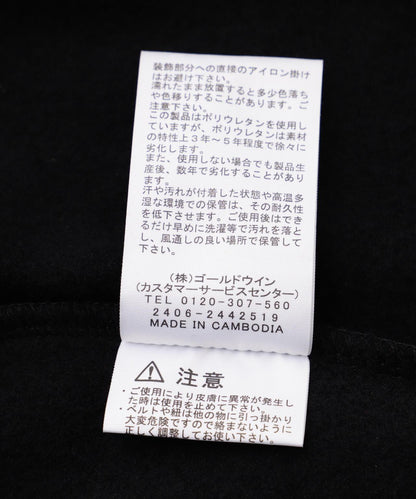 装飾部分への直接のアイロン掛け
はお避け下さい。
濡れたまま放置すると多少色落ち
や色移りすることがあります。ご
注意下さい。
この製品はポリウレタンを使用し
ていますが、ポリウレタンは素材
の特性上3年~5年程度で徐々に
劣化します。
また、使用しない場合でも製品生
産後、数年で劣化することがあり
ます。
汗や汚れが付着した状態や高温多
湿な環境での保管は、その耐久性
を低下させます。ご使用後はでき
るだけ早めに洗濯等で汚れを落と
し、風通しの良い場所で保管して
下さい。
(株)ゴールドウイン
(カスタマーサービスセンター)
TEL 0120-307-560
2406-2442519
MADE IN CAMBODIA
注意
・ご使用により皮膚に異常が発生し
た時は使用を止めて下さい。
・ベルトや紐は他の物に引っ掛かり
大変危険ですので絡まないように
正しく調整してお使い下さい。